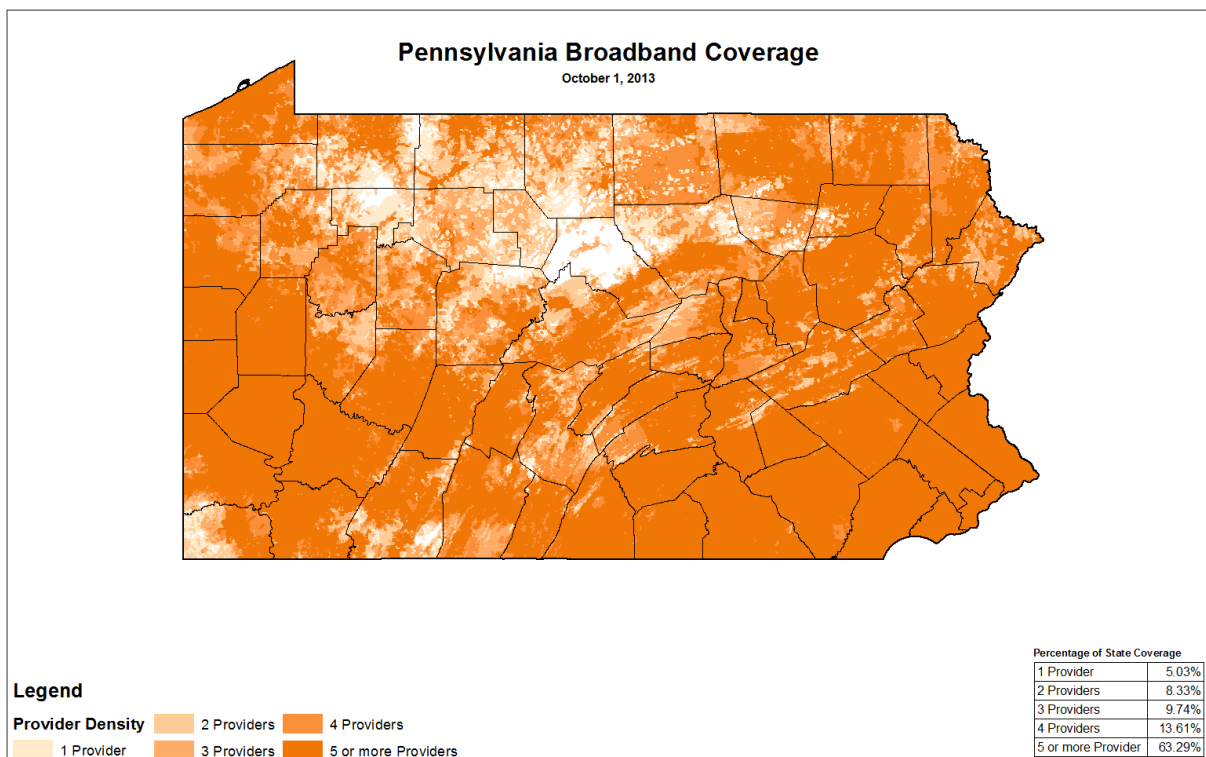 Pennsylvania Broadband Coverage
October 1, 2013
Legend
Provider Density
1 Provider
2 Providers
3 Providers
4 Providers
5 or more Providers
Percentage of State Coverage
1 Provider 5.03%
2 Providers 8.33%
3 Providers 9.74%
4 Providers 13.61%
5 or more Provider 63.29%